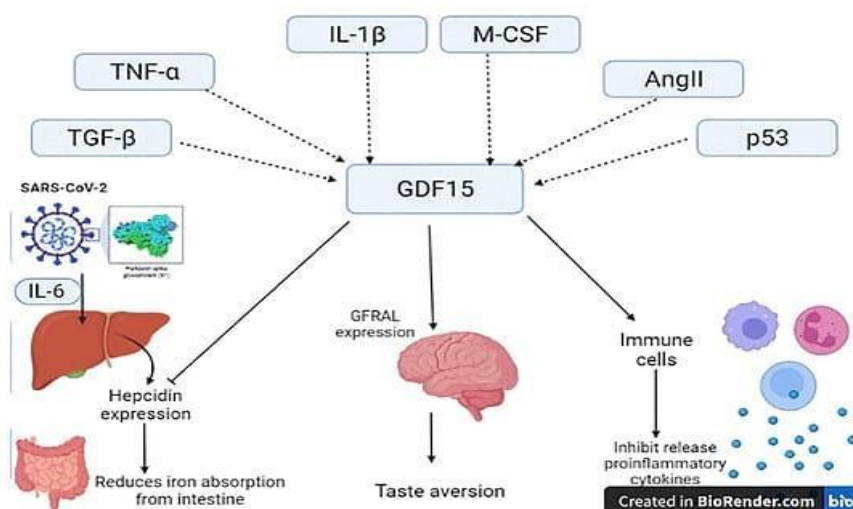 IL-1β
M-CSF
TNF-α
AngII
TGF-β
p53
GDF15
SARS-CoV-2
IL-6
GFRAL
expression
Immune
cells
Hepcidin
expression
Reduces iron absorption
from intestine
Taste aversion
Inhibit release
proinflammatory
cytokines
Created in BioRender.com
bio